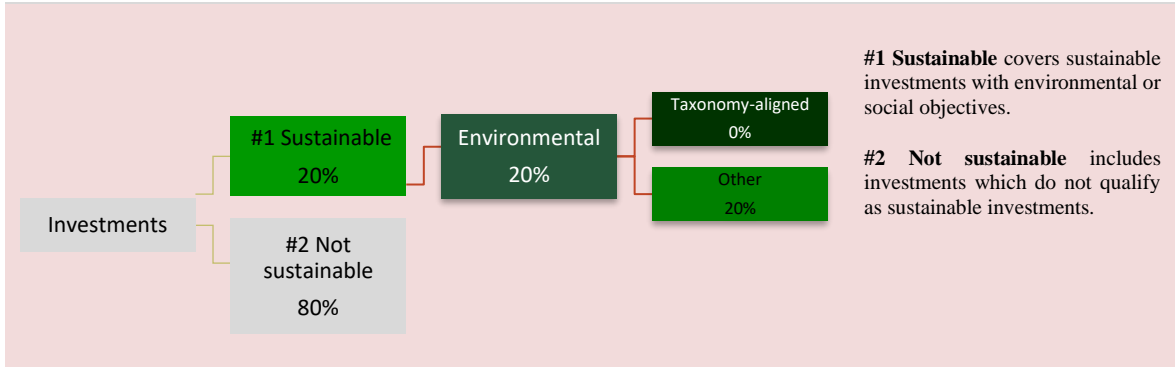 Investments
#1 Sustainable
20%
#2 Not
sustainable
80%
Environmental
20%
Taxonomy-aligned
0%
Other
20%
#1 Sustainable covers sustainable
investments with environmental or
social objectives.
#2 Not sustainable includes
investments which do not qualify
as sustainable investments.